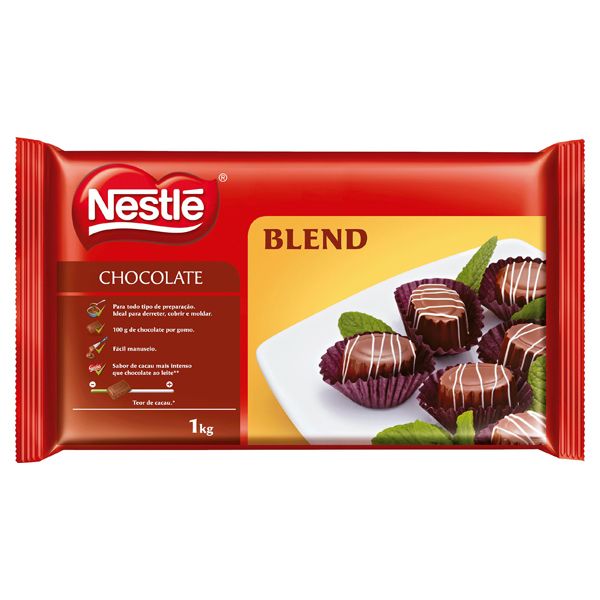 Nestlé®
CHOCOLATE
BLEND
Para todo tipo de preparação.
Ideal para derreter, cobrir e moldar.
100 g de chocolate por gomo.
Fácil manuseio.
Sabor de cacau mais intenso
que chocolate ao leite**
Teor de cacau.*
1kg